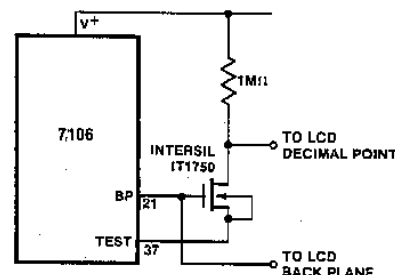 V+
1MΩ
7106
TO LCD
DECIMAL POINT
INTERSIL
IT1750
BP
21
TEST
37
TO LCD
BACK PLANE